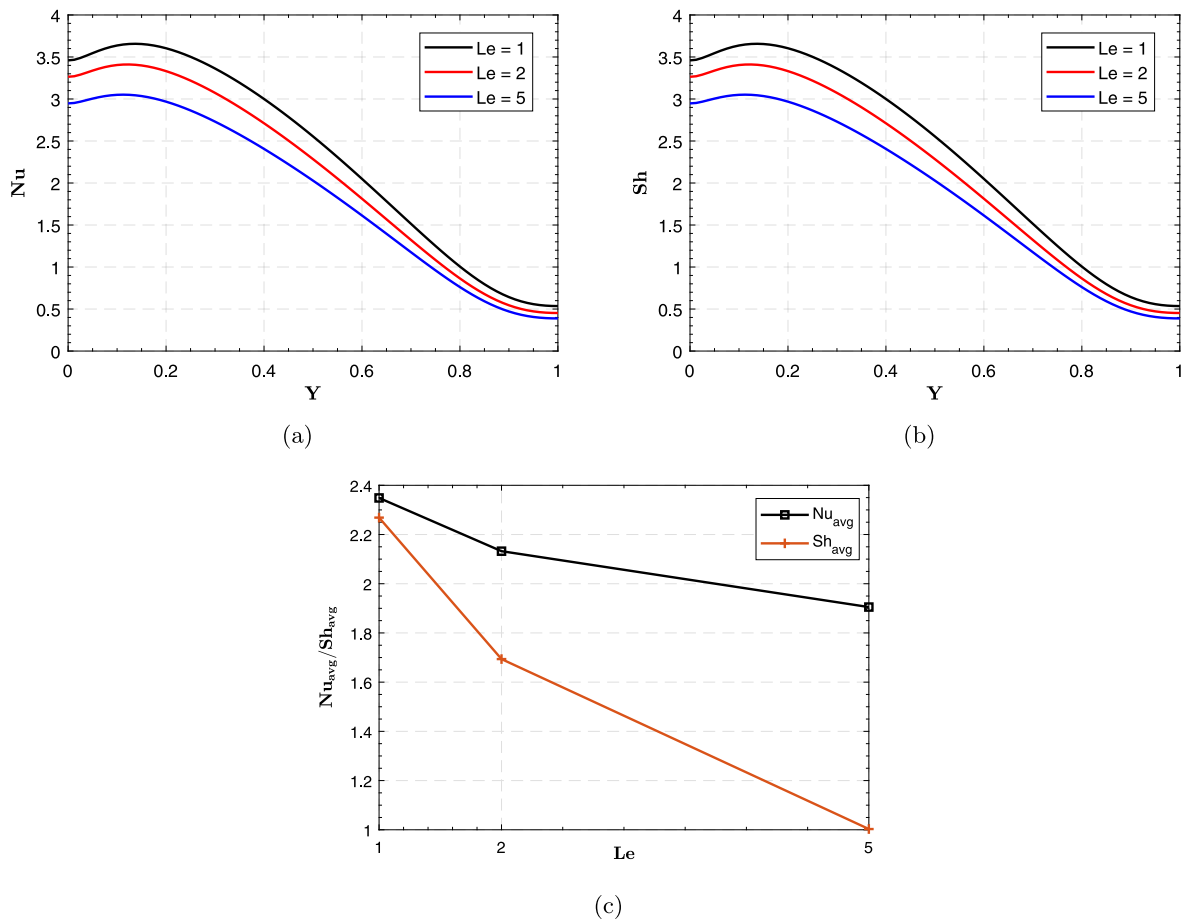 4
3.5
3
2.5
2
1.5
1
0.5
0
Nu
Le = 1
Le = 2
Le = 5
0 0.2 0.4 0.6 0.8 1
Y
(a)
4
3.5
3
2.5
2
1.5
1
0.5
0
Sh
Le = 1
Le = 2
Le = 5
0 0.2 0.4 0.6 0.8 1
Y
(b)
2.4
2.2
2
1.8
1.6
1.4
1.2
1
Nu_avg/Sh_avg
Nu_avg
Sh_avg
1 2 5
Le
(c)